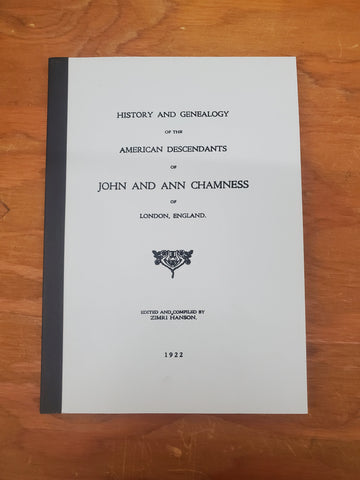 HISTORY AND GENEALOGY
OF THE
AMERICAN DESCENDANTS
OF
JOHN AND ANN CHAMNESS
OF
LONDON, ENGLAND.
EDITED AND COMPILED BY
ZIMRI HANSON.
1922